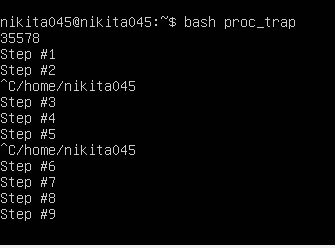 nikita045@nikita045:~$ bash proc_trap
35578
Step #1
Step #2
^C/home/nikita045
Step #3
Step #4
Step #5
^C/home/nikita045
Step #6
Step #7
Step #8
Step #9